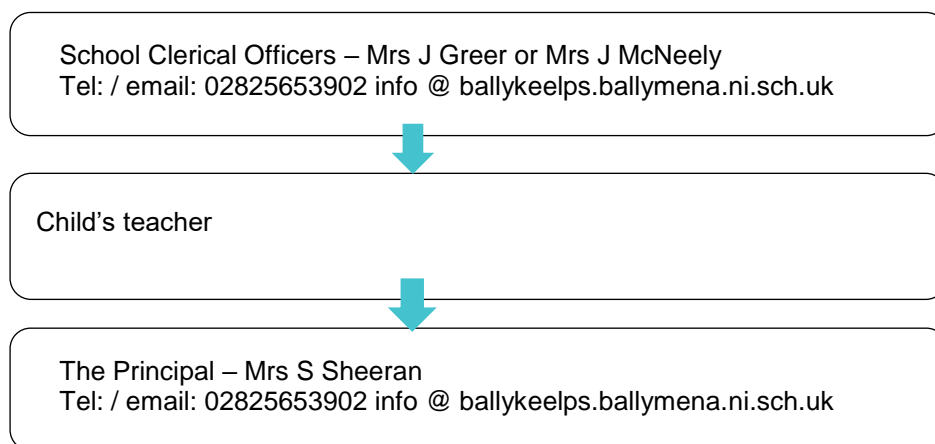 School Clerical Officers – Mrs J Greer or Mrs J McNeely
Tel: / email: 02825653902 info @ ballykeelps.ballymena.ni.sch.uk
Child’s teacher
The Principal – Mrs S Sheeran
Tel: / email: 02825653902 info @ ballykeelps.ballymena.ni.sch.uk